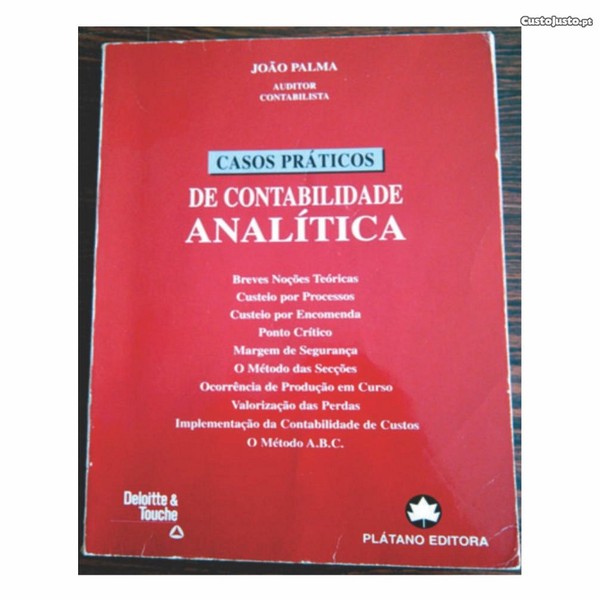 CustoJusto.pt
JOÃO PALMA
AUDITOR
CONTABILISTA
CASOS PRÁTICOS
DE CONTABILIDADE
ANALÍTICA
Breves Noções Teóricas
Custeio por Processos
Custeio por Encomenda
Ponto Crítico
Margem de Segurança
O Método das Secções
Ocorrência de Produção em Curso
Valorização das Perdas
Implementação da Contabilidade de Custos
O Método A.B.C.
Deloitte &
Touche
PLÁTANO EDITORA